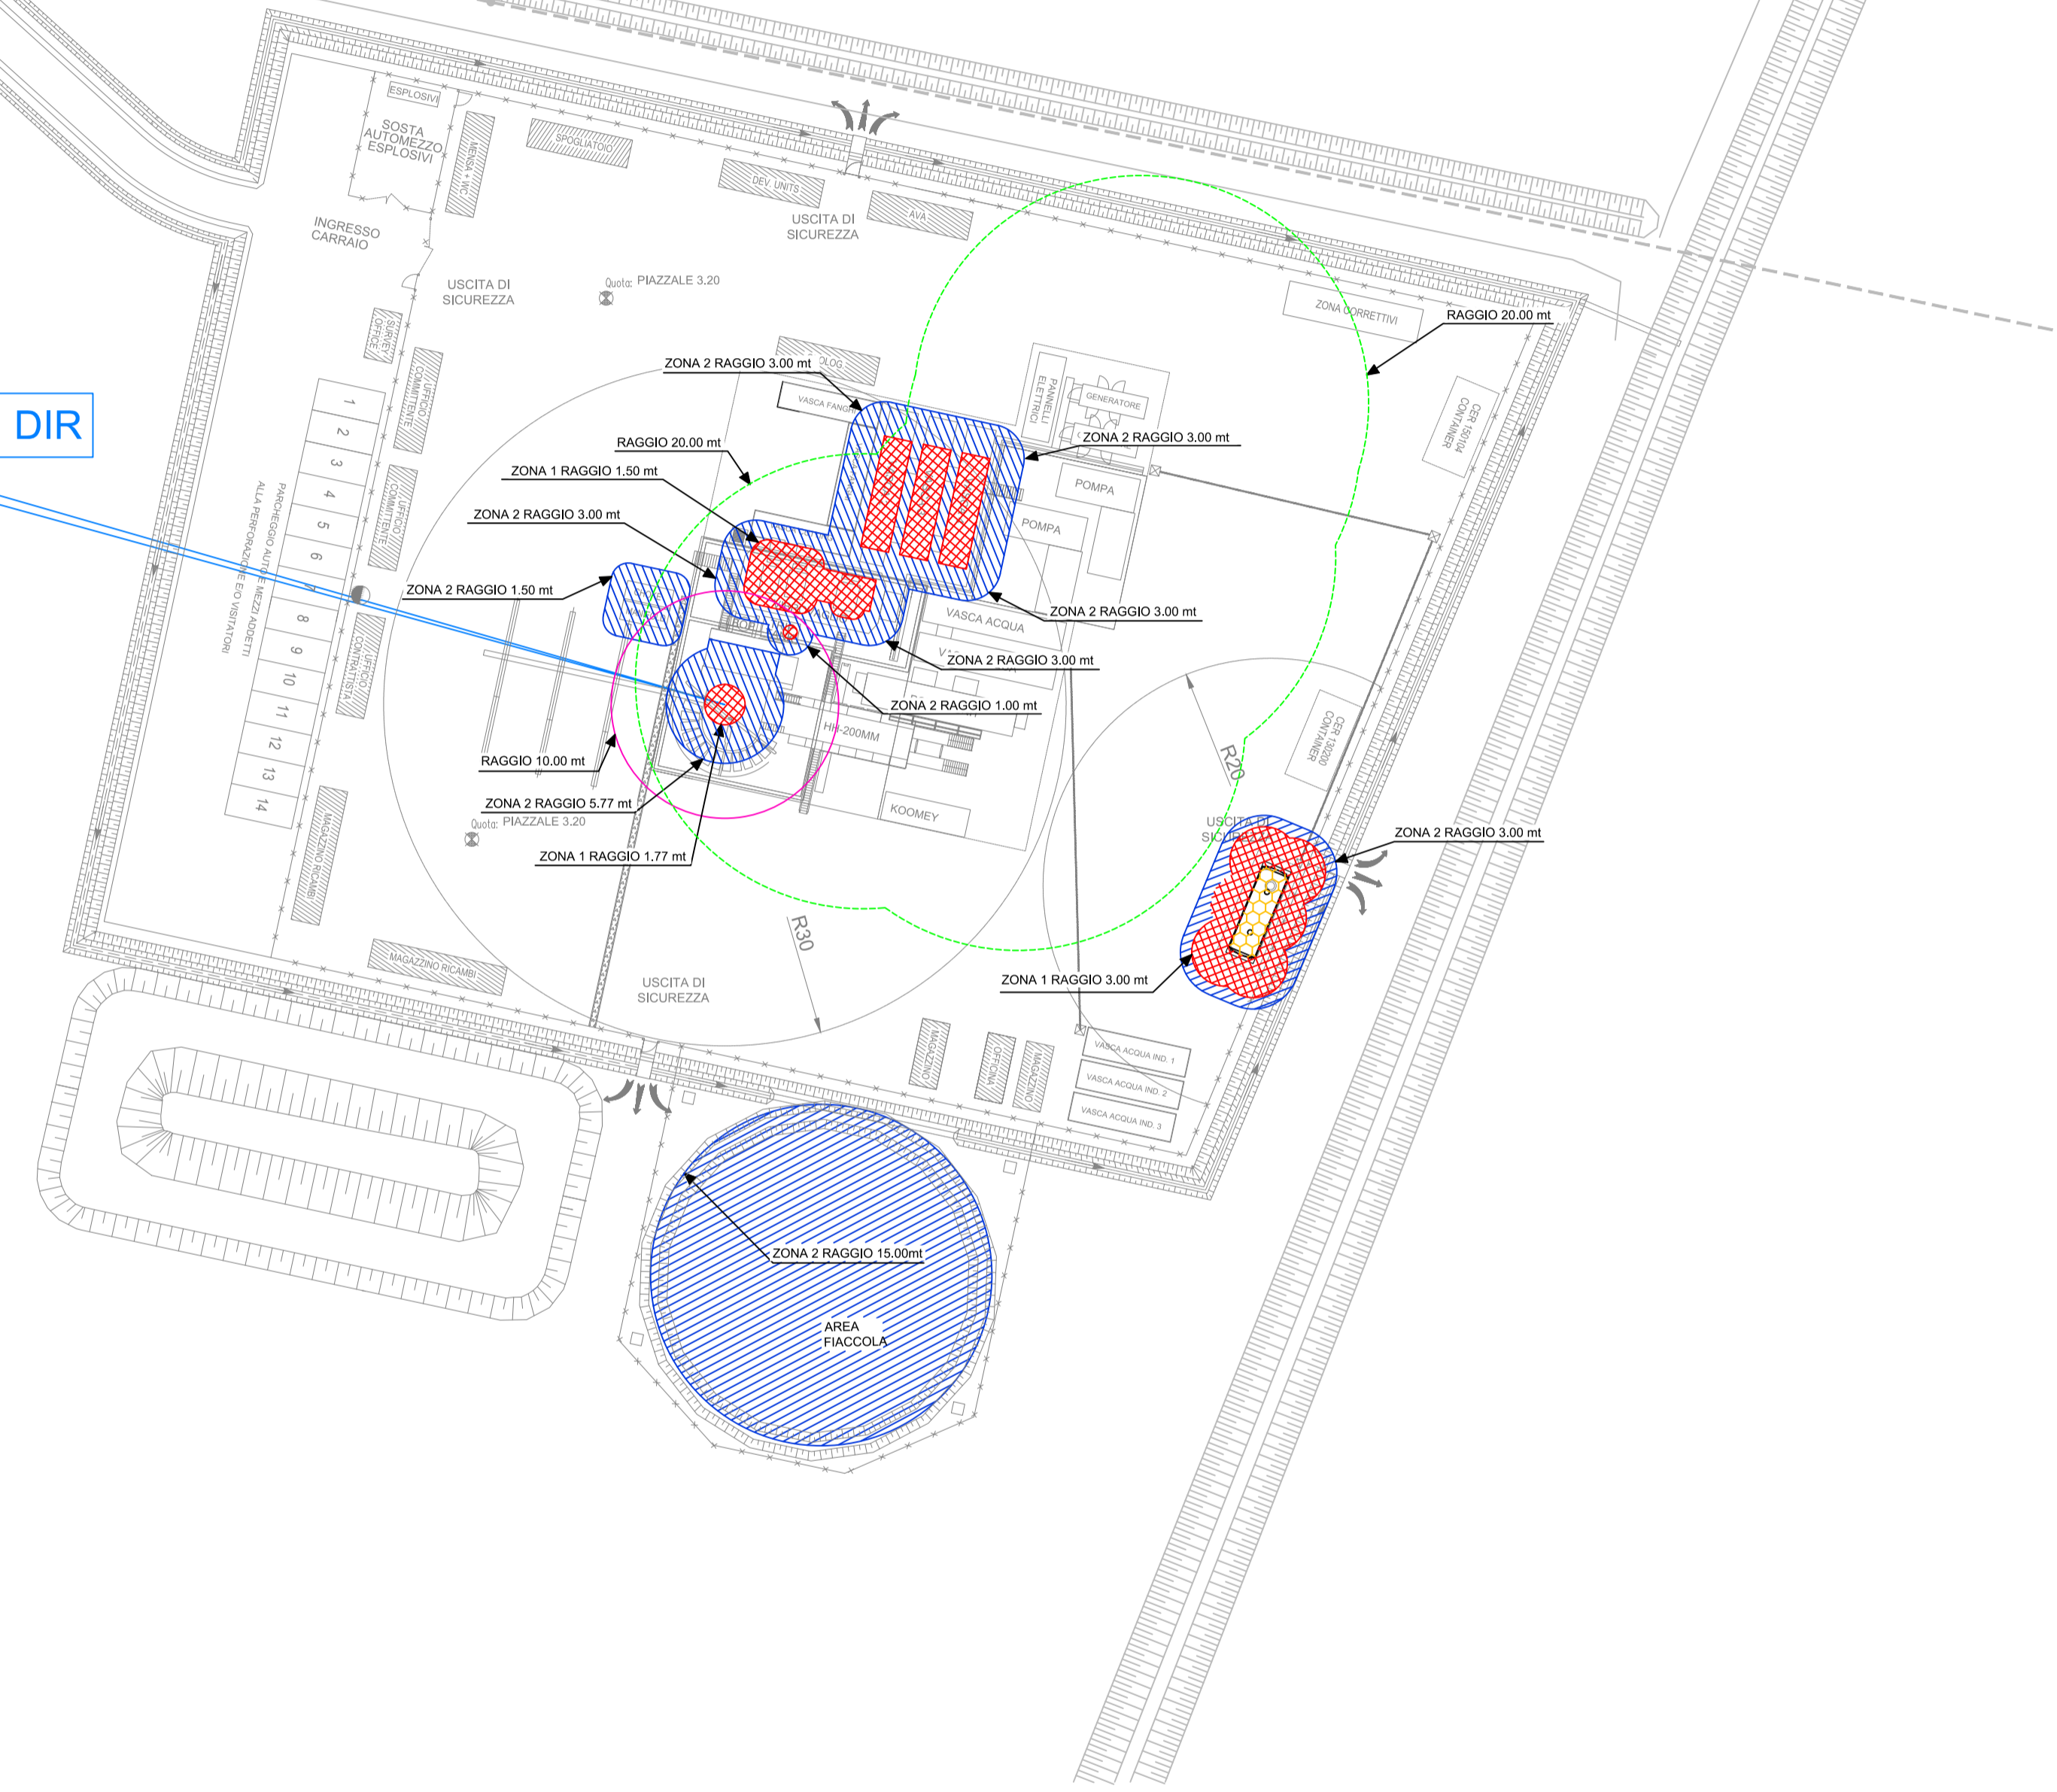 ESPLOSIVI
SOSTA
AUTOMEZZO
ESPLOSIVI
MENSA + WC
SPOGLIATOIO
DEV. UNITS
AVA
USCITA DI
SICUREZZA
INGRESSO
CARRAIO
USCITA DI
SICUREZZA
Quota: PIAZZALE 3.20
ZONA CORRETTIVI
RAGGIO 20.00 mt
SURVEY
OFFICE
UFFICIO
COMMITTENTE
ZONA 2 RAGGIO 3.00 mt
VASCA FANGHI
PANNELLI
ELETTRICI
GENERATORE
CER 150104
CONTAINER
DIR
RAGGIO 20.00 mt
ZONA 2 RAGGIO 3.00 mt
ZONA 1 RAGGIO 1.50 mt
POMPA
ZONA 2 RAGGIO 3.00 mt
POMPA
UFFICIO
COMMITTENTE
PARCHEGGIO AUTO E MEZZI ADDETTI
ALLA PERFORAZIONE E/O VISITATORI
1
2
3
4
5
6
7
8
9
10
11
12
13
14
ZONA 2 RAGGIO 1.50 mt
ZONA 2 RAGGIO 3.00 mt
VASCA ACQUA
UFFICIO
CONTRATTISTA
ZONA 2 RAGGIO 3.00 mt
ZONA 2 RAGGIO 1.00 mt
HH-200MM
RAGGIO 10.00 mt
R20
CER 130200
CONTAINER
ZONA 2 RAGGIO 5.77 mt
KOOMEY
Quota: PIAZZALE 3.20
MAGAZZINO RICAMBI
USCITA DI
ZONA 2 RAGGIO 3.00 mt
ZONA 1 RAGGIO 1.77 mt
R30
MAGAZZINO RICAMBI
ZONA 1 RAGGIO 3.00 mt
USCITA DI
SICUREZZA
MAGAZZINO
OFFICINA
MAGAZZINO
VASCA ACQUA IND. 1
VASCA ACQUA IND. 2
VASCA ACQUA IND. 3
ZONA 2 RAGGIO 15.00mt
AREA
FIACCOLA